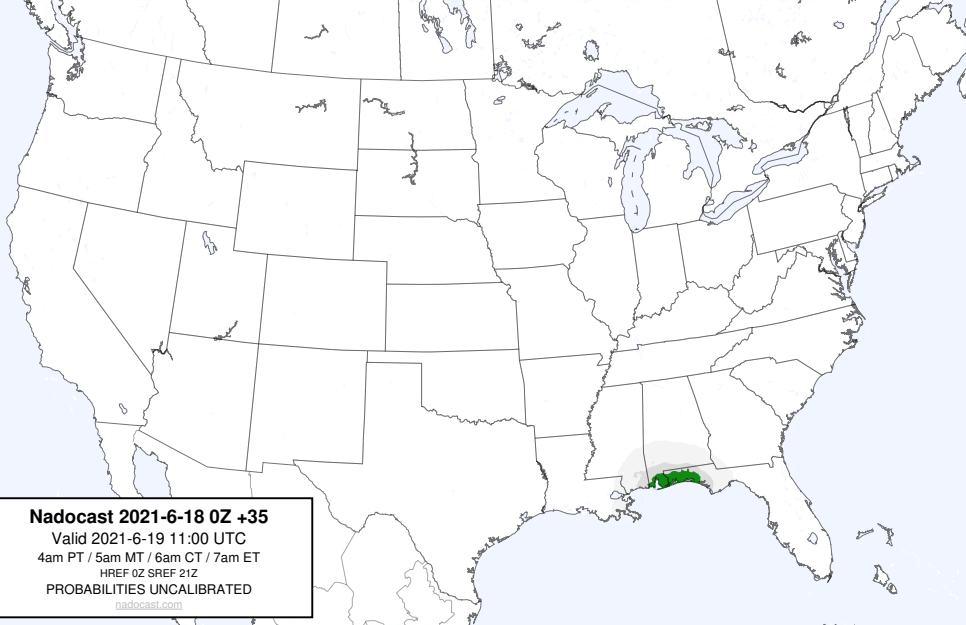 Nadocast 2021-6-18 0Z +35
Valid 2021-6-19 11:00 UTC
4am PT / 5am MT / 6am CT / 7am ET
HREF 0Z SREF 21Z
PROBABILITIES UNCALIBRATED
nadocast.com